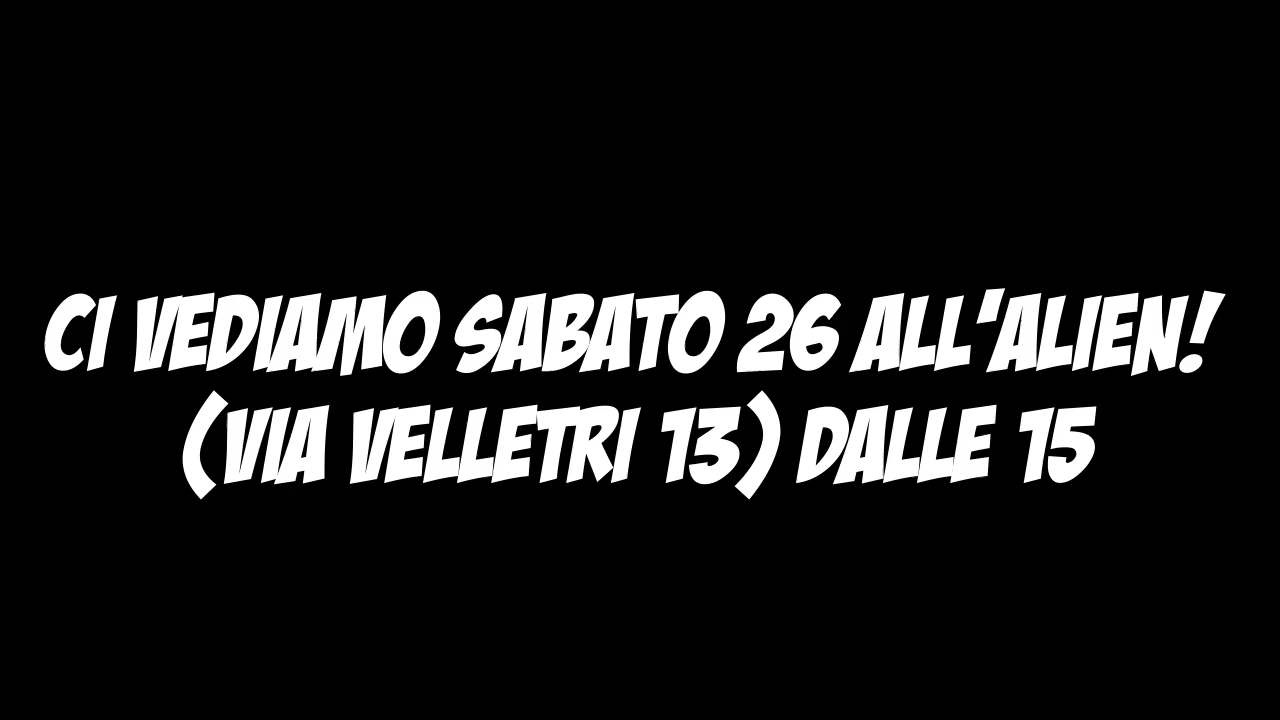 CI VEDIAMO SABATO 26 ALL'ALIEN!
(VIA VELLETRI 13) DALLE 15